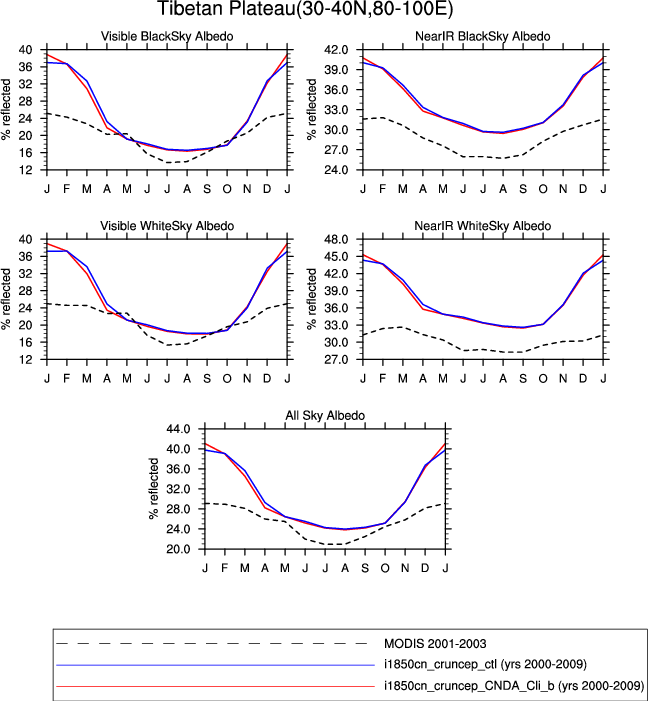 Tibetan Plateau(30-40N,80-100E)
Visible BlackSky Albedo
% reflected
40
36
32
28
24
20
16
12
J F M A M J J A S O N D J
NearIR BlackSky Albedo
% reflected
42.0
39.0
36.0
33.0
30.0
27.0
24.0
J F M A M J J A S O N D J
Visible WhiteSky Albedo
% reflected
40
36
32
28
24
20
16
12
J F M A M J J A S O N D J
NearIR WhiteSky Albedo
% reflected
48.0
45.0
42.0
39.0
36.0
33.0
30.0
27.0
J F M A M J J A S O N D J
All Sky Albedo
% reflected
44.0
40.0
36.0
32.0
28.0
24.0
20.0
J F M A M J J A S O N D J
MODIS 2001-2003
i1850cn_cruncep_ctl (yrs 2000-2009)
i1850cn_cruncep_CNDA_Cli_b (yrs 2000-2009)